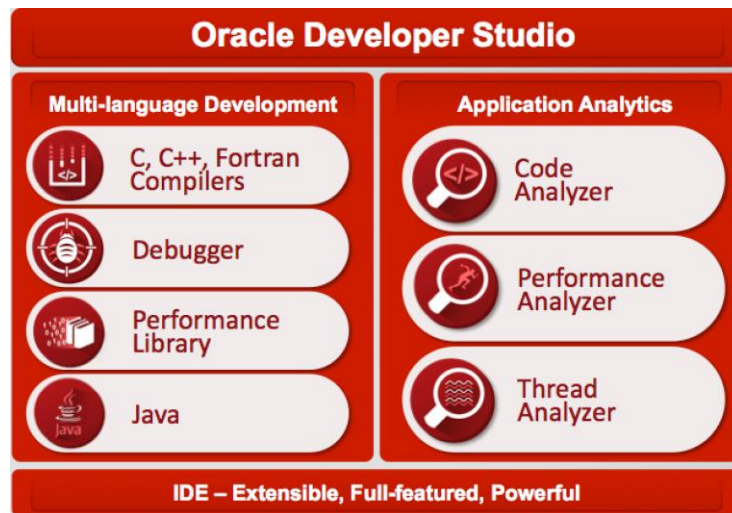 Oracle Developer Studio
Multi-language Development
C, C++, Fortran
Compilers
</>
Debugger
Performance
Library
Java
Java
Application Analytics
</>
Code
Analyzer
Performance
Analyzer
Thread
Analyzer
IDE – Extensible, Full-featured, Powerful